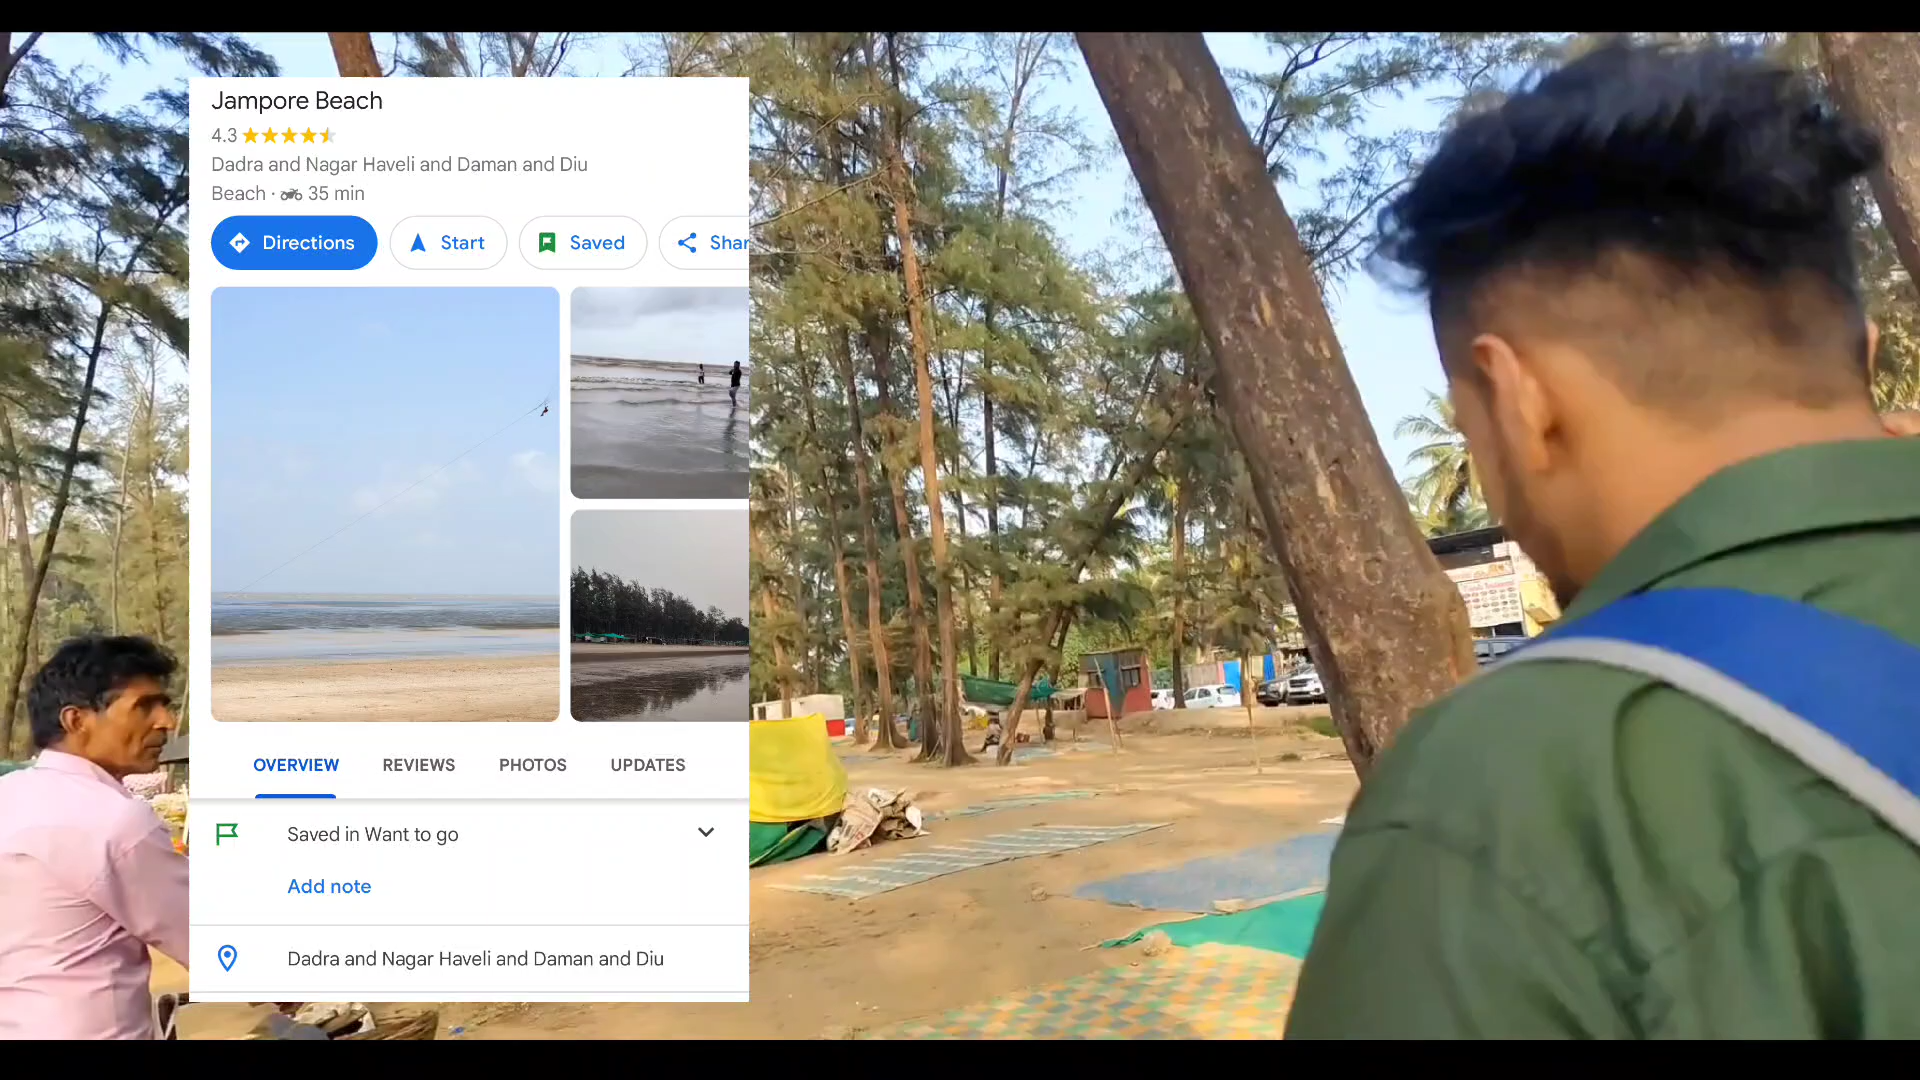 Jampore Beach
4.3
Dadra and Nagar Haveli and Daman and Diu
Beach · 35 min
Directions
Start
Saved
Shar
OVERVIEW
REVIEWS
PHOTOS
UPDATES
Saved in Want to go
Add note
Dadra and Nagar Haveli and Daman and Diu